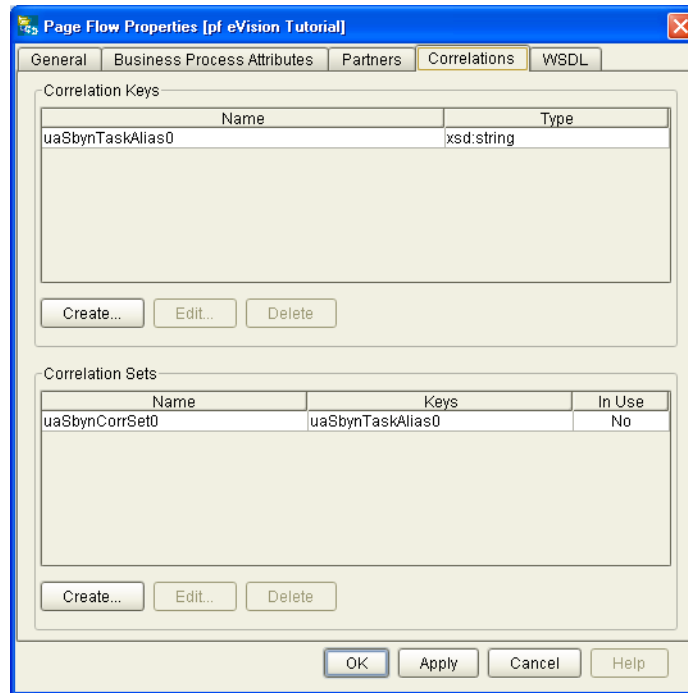 Page Flow Properties [pf eVision Tutorial]
General Business Process Attributes Partners Correlations WSDL
Correlation Keys
Name Type
uaSbynTaskAlias0 xsd:string
Create... Edit... Delete
Correlation Sets
Name Keys In Use
uaSbynCorrSet0 uaSbynTaskAlias0 No
Create... Edit... Delete
OK Apply Cancel Help